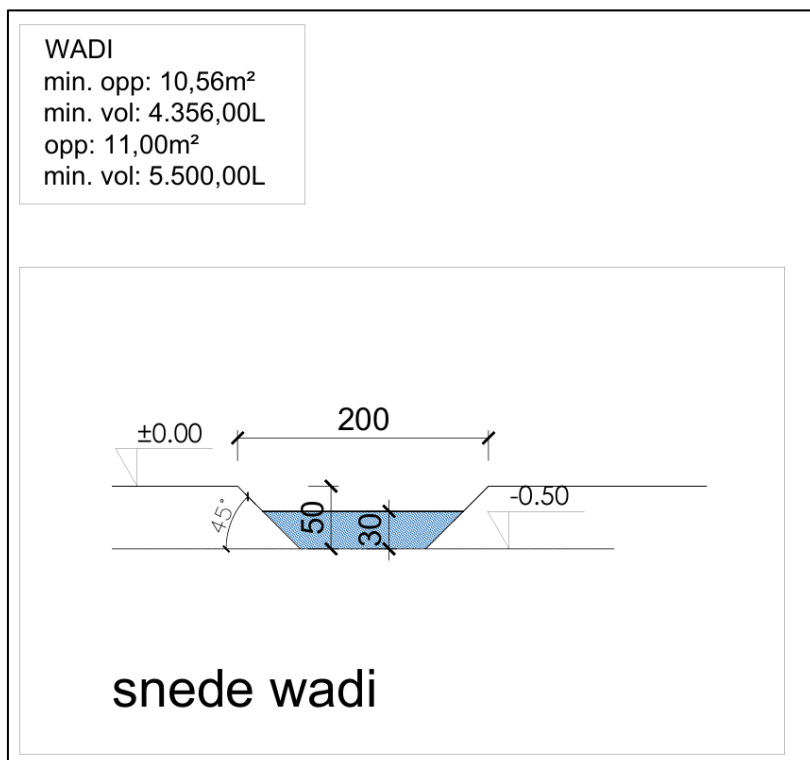 WADI
min. opp: 10,56m²
min. vol: 4.356,00L
opp: 11,00m²
min. vol: 5.500,00L
200
±0.00
-0.50
45°
50
30
snede wadi